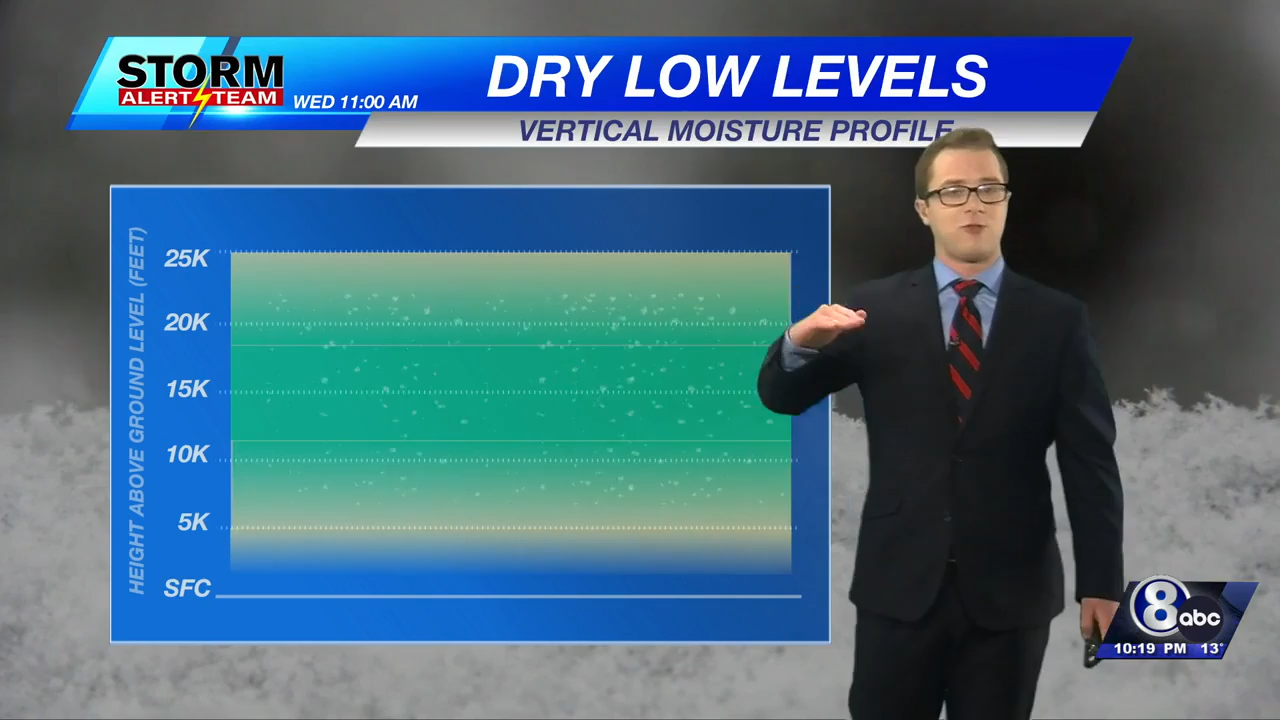 STORM
ALERT TEAM
WED 11:00 AM
DRY LOW LEVELS
VERTICAL MOISTURE PROFILE
HEIGHT ABOVE GROUND LEVEL (FEET)
25K
20K
15K
10K
5K
SFC
8 abc
10:19 PM 13°